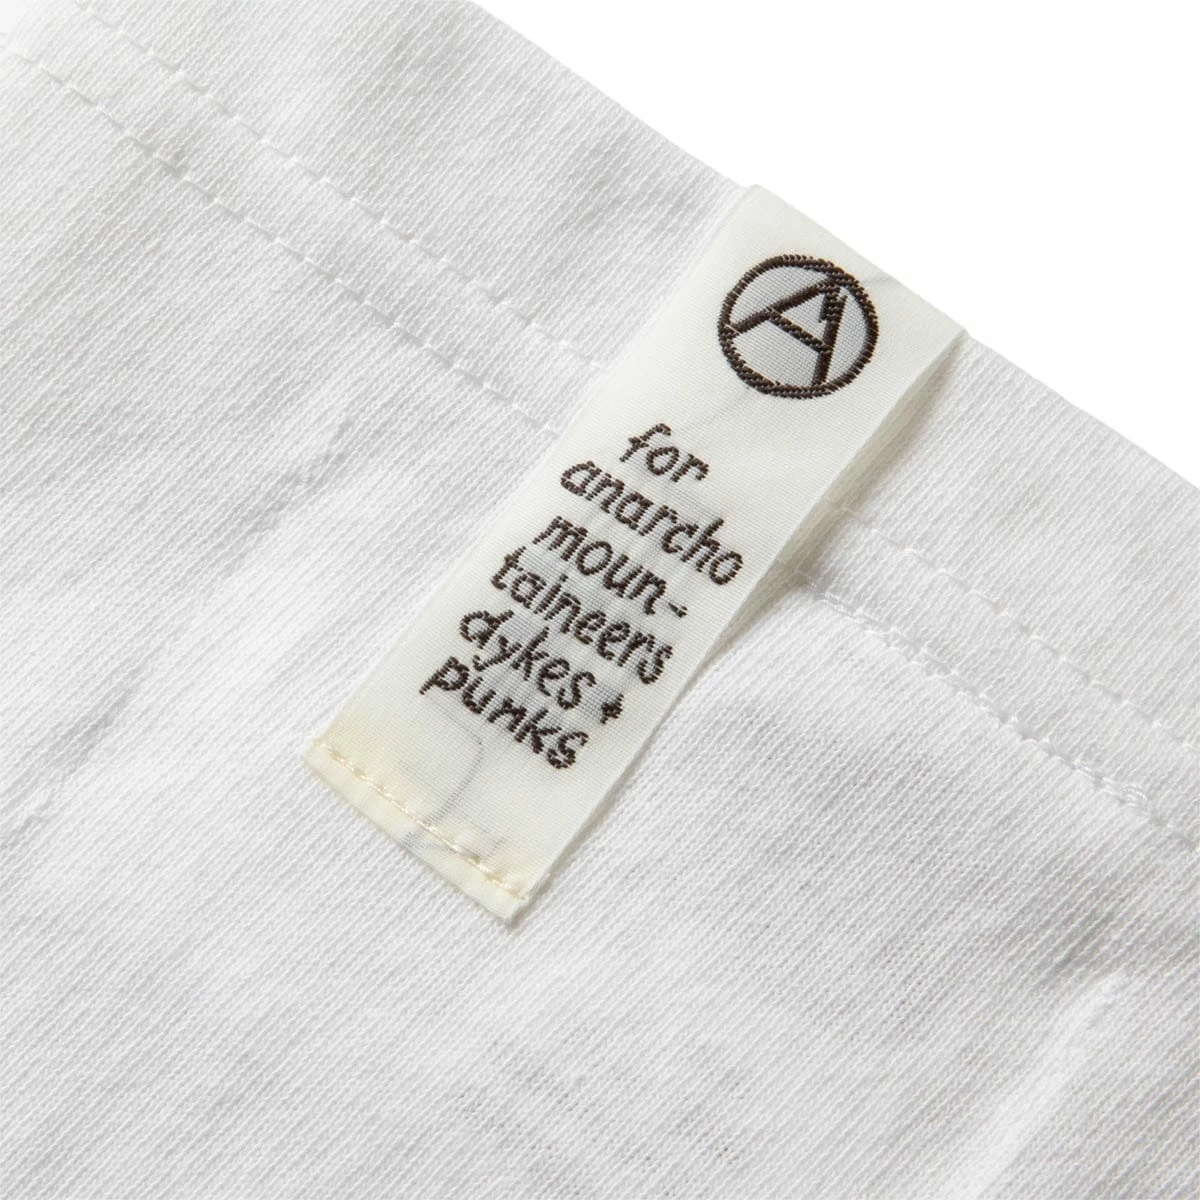 A
for
anarcho
moun-
taineers
dykes +
punks